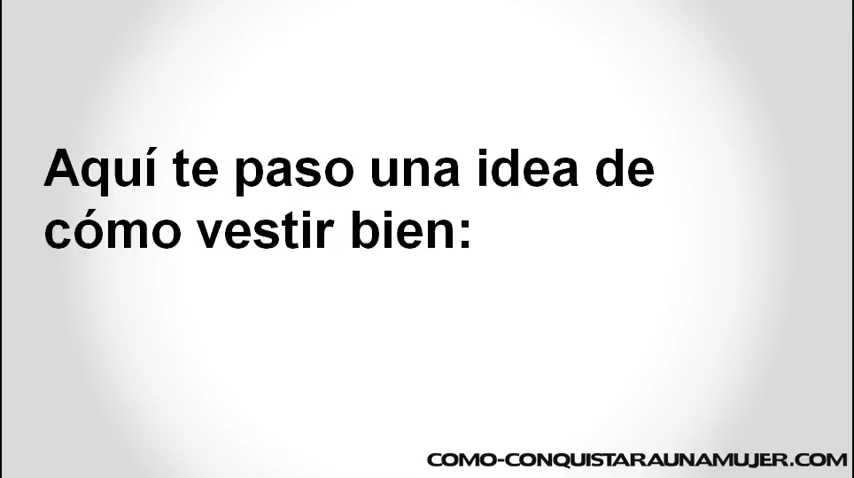 Aquí te paso una idea de
cómo vestir bien:
COMO-CONQUISTARAUNAMUJER.COM